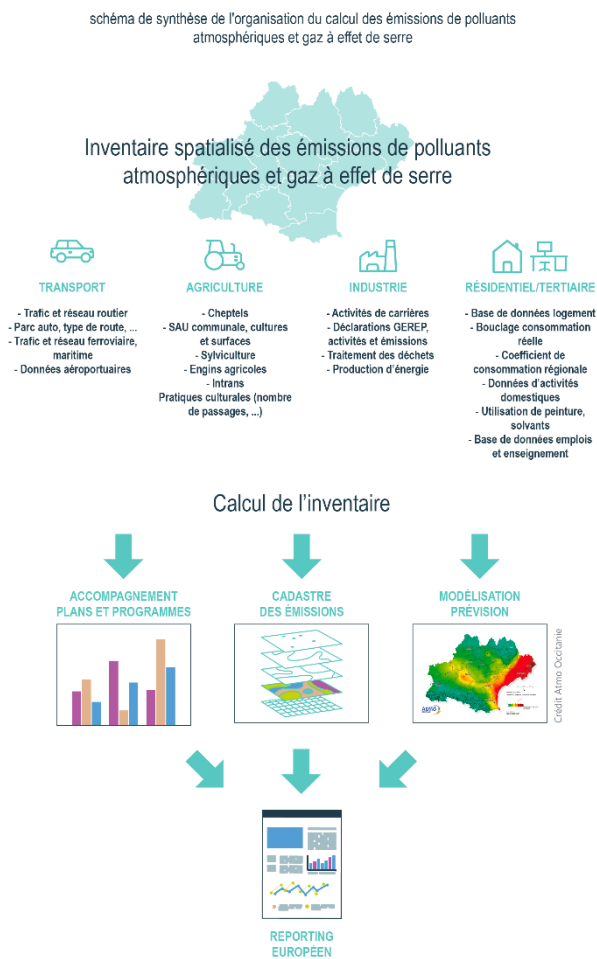 schéma de synthèse de l'organisation du calcul des émissions de polluants
atmosphériques et gaz à effet de serre
Inventaire spatialisé des émissions de polluants
atmosphériques et gaz à effet de serre
TRANSPORT
- Trafic et réseau routier
- Parc auto, type de route, ...
- Trafic et réseau ferroviaire,
maritime
- Données aéroportuaires
AGRICULTURE
- Cheptels
- SAU communale, cultures
et surfaces
- Sylviculture
- Engins agricoles
- Intrans
Pratiques culturales (nombre
de passages, ...)
INDUSTRIE
- Activités de carrières
- Déclarations GEREP,
activités et émissions
- Traitement des déchets
- Production d'énergie
RÉSIDENTIEL/TERTIAIRE
- Base de données logement
- Bouclage consommation
réelle
- Coefficient de
consommation régionale
- Données d'activités
domestiques
- Utilisation de peinture,
solvants
- Base de données emplois
et enseignement
Calcul de l'inventaire
ACCOMPAGNEMENT
PLANS ET PROGRAMMES
CADASTRE
DES ÉMISSIONS
MODÉLISATION
PRÉVISION
Crédit Atmo Occitanie
REPORTING
EUROPÉEN